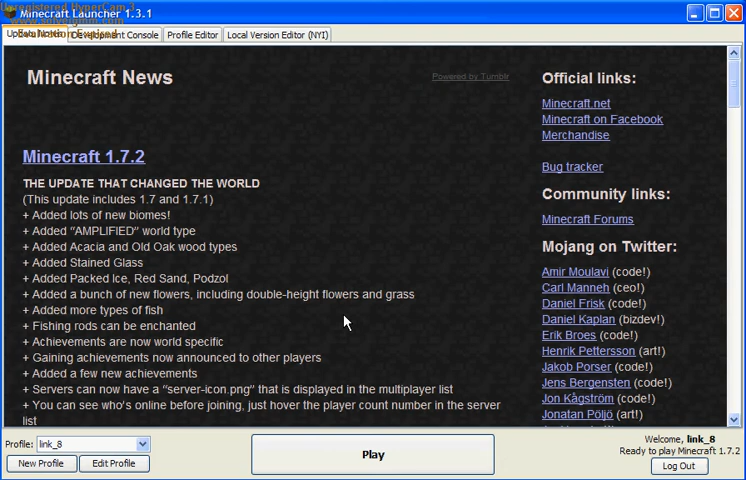 Unregistered HyperCam 3
Minecraft Launcher 1.3.1
www.solveigmm.com
Update Notes
Development Console
Profile Editor
Local Version Editor (NYI)
Minecraft News
Powered by Tumblr
Minecraft 1.7.2
THE UPDATE THAT CHANGED THE WORLD
(This update includes 1.7 and 1.7.1)
+ Added lots of new biomes!
+ Added "AMPLIFIED" world type
+ Added Acacia and Old Oak wood types
+ Added Stained Glass
+ Added Packed Ice, Red Sand, Podzol
+ Added a bunch of new flowers, including double-height flowers and grass
+ Added more types of fish
+ Fishing rods can be enchanted
+ Achievements are now world specific
+ Gaining achievements now announced to other players
+ Added a few new achievements
+ Servers can now have a "server-icon.png" that is displayed in the multiplayer list
+ You can see who's online before joining, just hover the player count number in the server
list
Official links:
Minecraft.net
Minecraft on Facebook
Merchandise
Bug tracker
Community links:
Minecraft Forums
Mojang on Twitter:
Amir Moulavi (code!)
Carl Manneh (ceo!)
Daniel Frisk (code!)
Daniel Kaplan (bizdev!)
Erik Broes (code!)
Henrik Pettersson (art!)
Jakob Porser (code!)
Jens Bergensten (code!)
Jon Kågström (code!)
Jonatan Pöljö (art!)
Profile: link_8
New Profile
Edit Profile
Play
Welcome, link_8
Ready to play Minecraft 1.7.2
Log Out